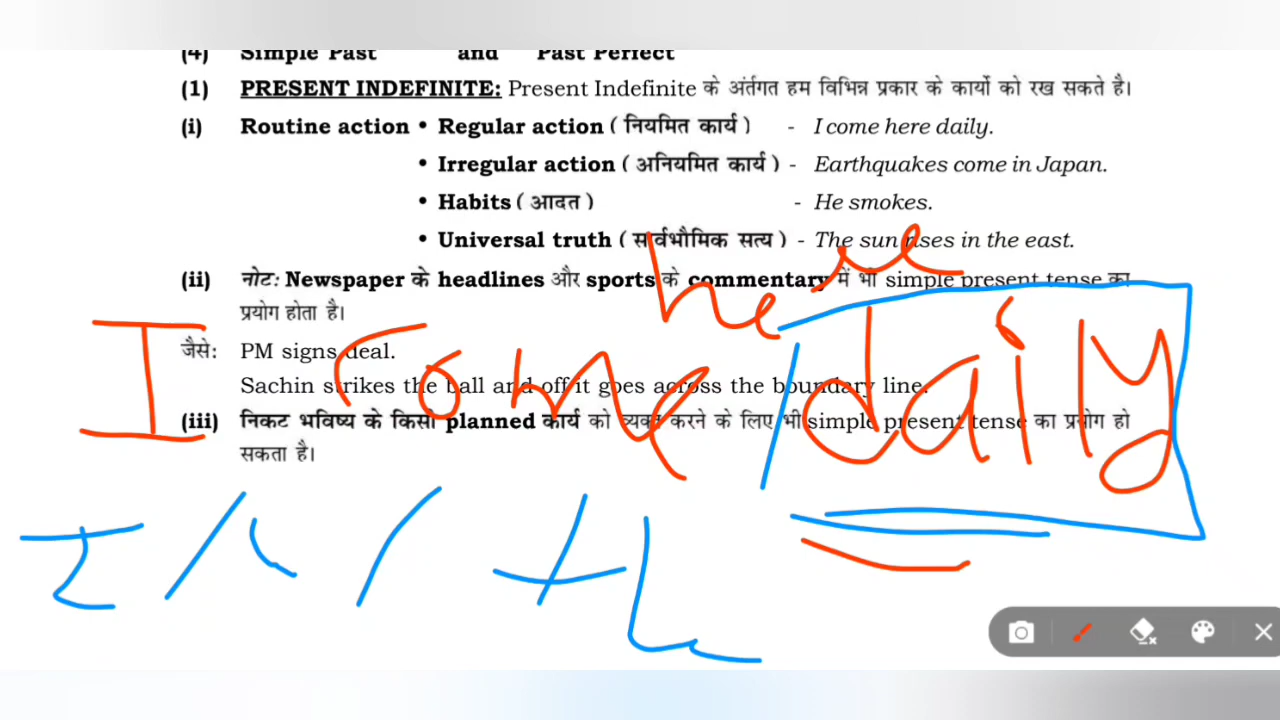 (4) Simple Past and Past Perfect
(1) PRESENT INDEFINITE: Present Indefinite के अंर्तगत हम विभिन्न प्रकार के कार्यो को रख सकते है।
(i) Routine action • Regular action ( नियमित कार्य ) - I come here daily.
• Irregular action ( अनियमित कार्य ) - Earthquakes come in Japan.
• Habits ( आदत ) - He smokes.
• Universal truth ( सार्वभौमिक सत्य ) - The sun rises in the east.
(ii) नोट: Newspaper के headlines और sports के commentary में भी simple present tense का
प्रयोग होता है।
जैसे: PM signs deal.
Sachin strikes the ball and off it goes across the boundary line.
(iii) निकट भविष्य के किसी planned कार्य को व्यक्त करने के लिए भी simple present tense का प्रयोग हो
सकता है।
I come here daily